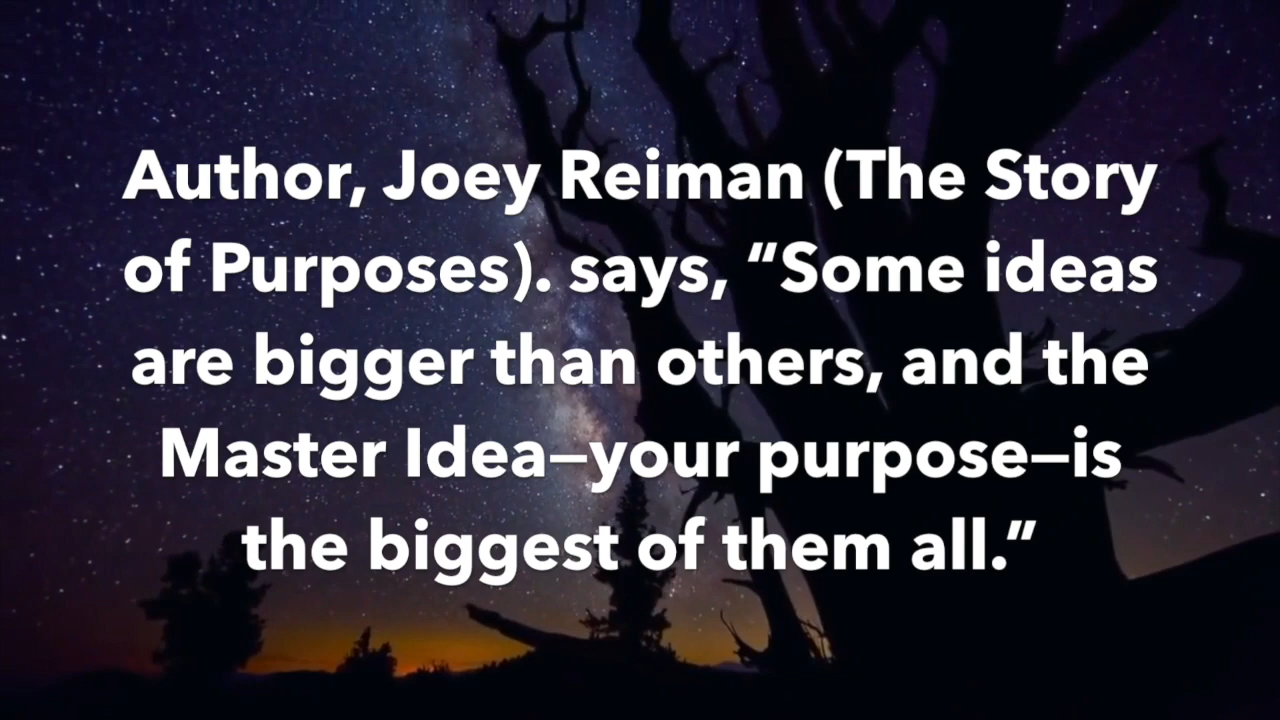 Author, Joey Reiman (The Story
of Purposes). says, “Some ideas
are bigger than others, and the
Master Idea—your purpose—is
the biggest of them all.”